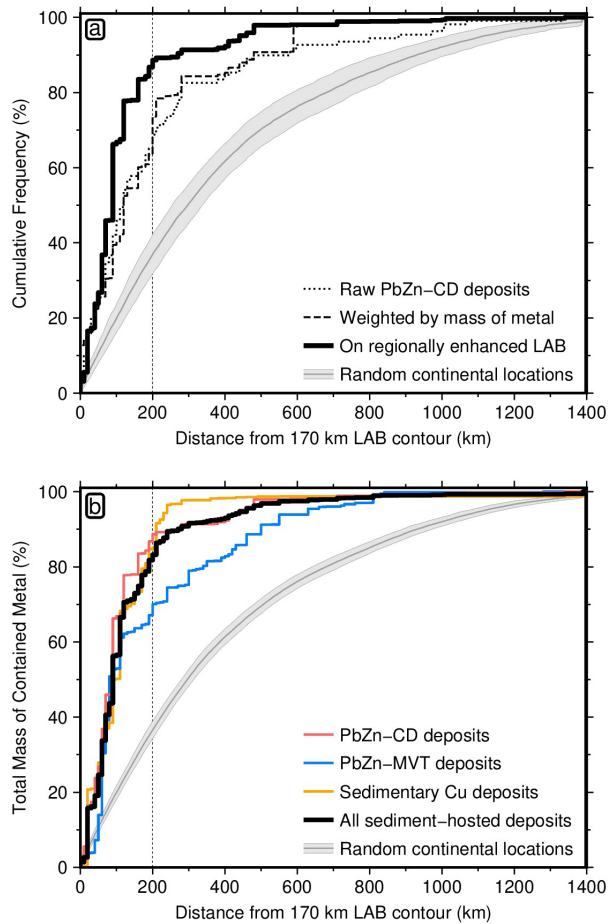 a
100
80
60
40
20
0
Cumulative Frequency (%)
Raw PbZn−CD deposits
Weighted by mass of metal
On regionally enhanced LAB
Random continental locations
0 200 400 600 800 1000 1200 1400
Distance from 170 km LAB contour (km)
b
100
80
60
40
20
0
Total Mass of Contained Metal (%)
PbZn−CD deposits
PbZn−MVT deposits
Sedimentary Cu deposits
All sediment−hosted deposits
Random continental locations
0 200 400 600 800 1000 1200 1400
Distance from 170 km LAB contour (km)